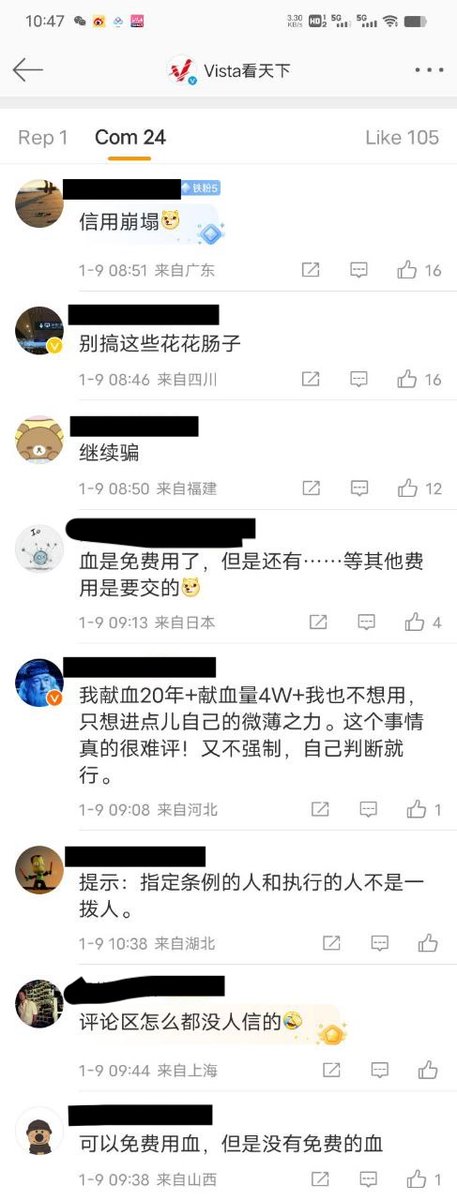 10:47
3.30 KB/s HD 1 2 5G 5G
Vista看天下
Rep 1 Com 24 Like 105
铁粉5
信用崩塌
1-9 08:51 来自广东 16
别搞这些花花肠子
1-9 08:46 来自四川 16
继续骗
1-9 08:50 来自福建 12
血是免费用了，但是还有……等其他费
用是要交的
1-9 09:13 来自日本 4
我献血20年+献血量4W+我也不想用，
只想进点儿自己的微薄之力。这个事情
真的很难评！又不强制，自己判断就
行。
1-9 09:08 来自河北 1
提示：指定条例的人和执行的人不是一
拨人。
1-9 10:38 来自湖北
评论区怎么都没人信的
1-9 09:44 来自上海
可以免费用血，但是没有免费的血
1-9 09:38 来自山西 1